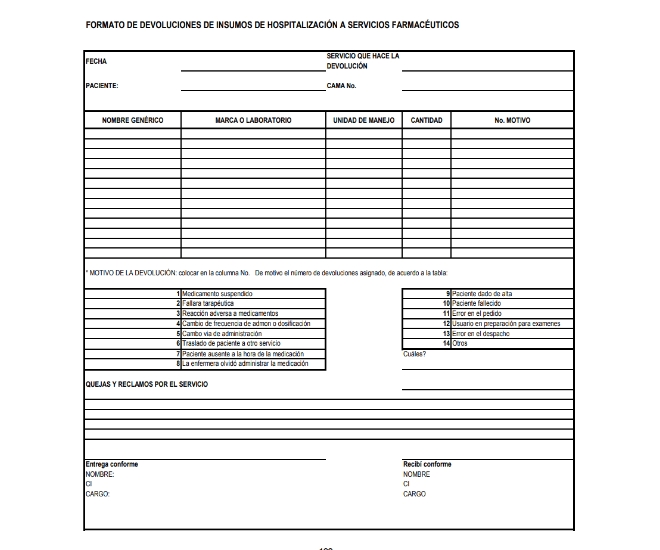 FORMATO DE DEVOLUCIONES DE INSUMOS DE HOSPITALIZACIÓN A SERVICIOS FARMACÉUTICOS
FECHA SERVICIO QUE HACE LA DEVOLUCIÓN
PACIENTE: CAMA No.
NOMBRE GENÉRICO MARCA O LABORATORIO UNIDAD DE MANEJO CANTIDAD No. MOTIVO
* MOTIVO DE LA DEVOLUCIÓN: colocar en la columna No. De motivo el número de devoluciones asignado, de acuerdo a la tabla:
1 Medicamento suspendido 9 Paciente dado de alta
2 Fallara tarapéutica 10 Paciente fallecido
3 Reacción adversa a medicamentos 11 Error en el pedido
4 Cambio de frecuencia de admon o dosificación 12 Usuario en preparación para examenes
5 Cambo via de administración 13 Error en el despacho
6 Traslado de paciente a otro servicio 14 Otros
7 Paciente ausente a la hora de la medicación Cuáles?
8 La enfermera olvidó administrar la medicación
QUEJAS Y RECLAMOS POR EL SERVICIO
Entrega conforme Recibí conforme
NOMBRE: NOMBRE
CI CI
CARGO: CARGO